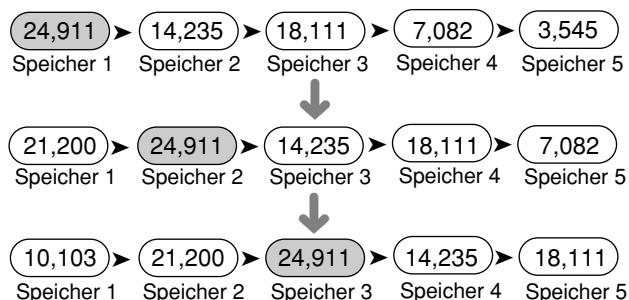 24,911 14,235 18,111 7,082 3,545
Speicher 1 Speicher 2 Speicher 3 Speicher 4 Speicher 5
21,200 24,911 14,235 18,111 7,082
Speicher 1 Speicher 2 Speicher 3 Speicher 4 Speicher 5
10,103 21,200 24,911 14,235 18,111
Speicher 1 Speicher 2 Speicher 3 Speicher 4 Speicher 5